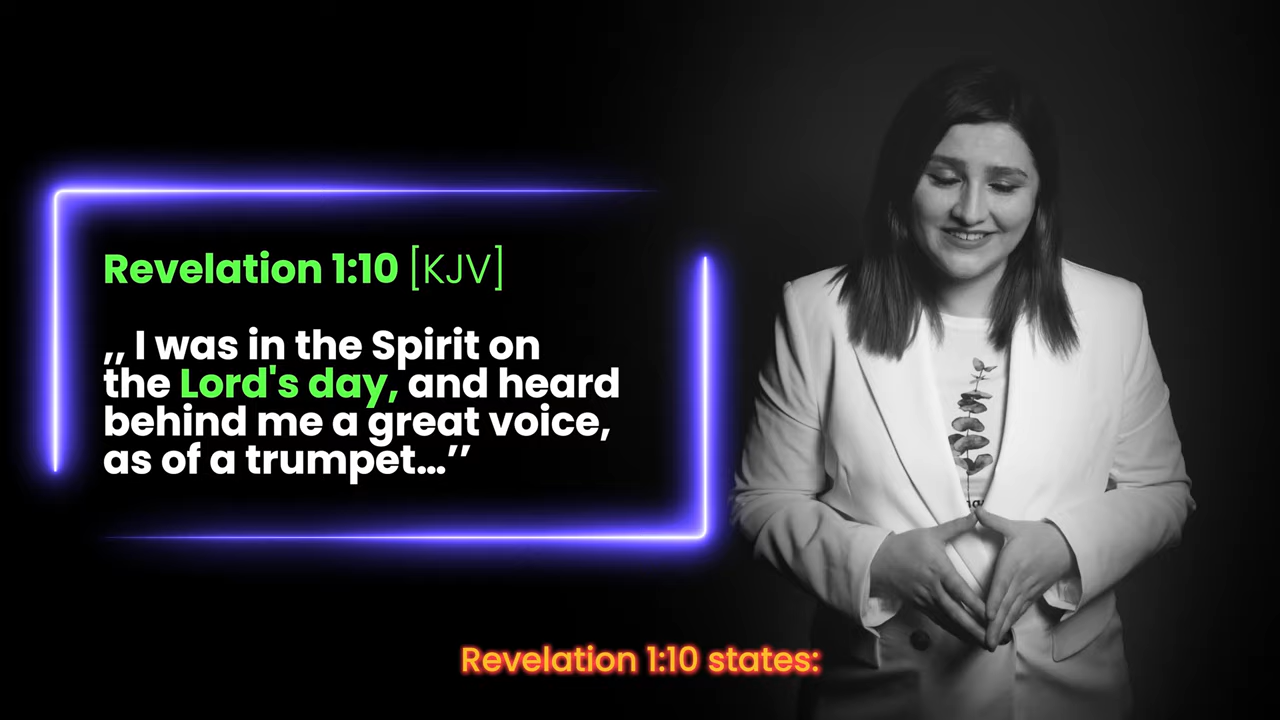 Revelation 1:10 [KJV]
,, I was in the Spirit on
the Lord's day, and heard
behind me a great voice,
as of a trumpet...’’
Revelation 1:10 states: